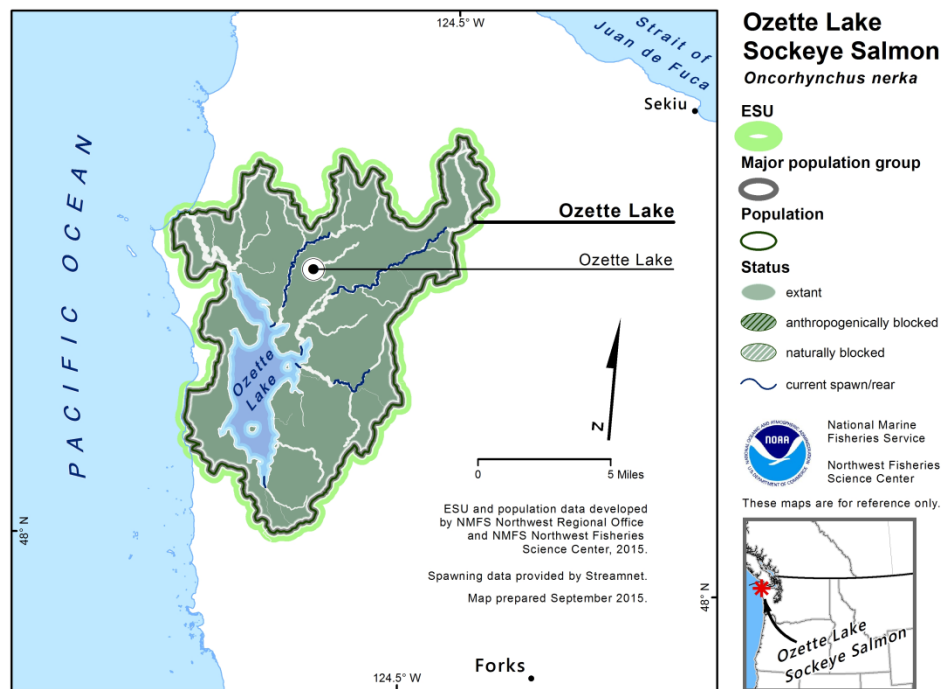 124.5° W
Strait of
Juan de Fuca
Sekiu
PACIFIC OCEAN
Ozette Lake
Ozette Lake
Ozette
Lake
N
0
5 Miles
48° N
ESU and population data developed
by NMFS Northwest Regional Office
and NMFS Northwest Fisheries
Science Center, 2015.
Spawning data provided by Streamnet.
Map prepared September 2015.
48° N
Forks
124.5° W
Ozette Lake
Sockeye Salmon
Oncorhynchus nerka
ESU
Major population group
Population
Status
extant
anthropogenically blocked
naturally blocked
current spawn/rear
NOAA
National Marine
Fisheries Service
Northwest Fisheries
Science Center
These maps are for reference only.
Ozette Lake
Sockeye Salmon